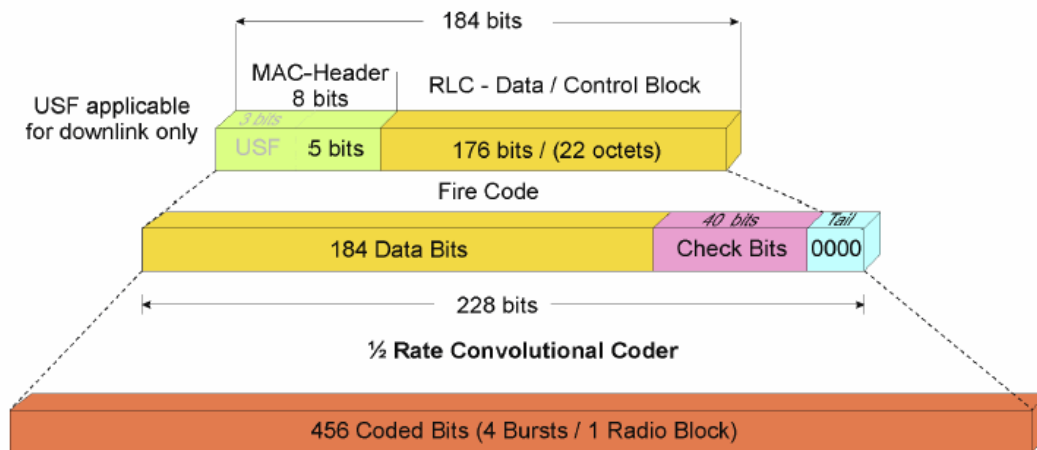 184 bits
MAC-Header
8 bits
RLC - Data / Control Block
USF applicable
for downlink only
3 bits
USF
5 bits
176 bits / (22 octets)
Fire Code
40 bits
Tail
184 Data Bits
Check Bits
0000
228 bits
½ Rate Convolutional Coder
456 Coded Bits (4 Bursts / 1 Radio Block)